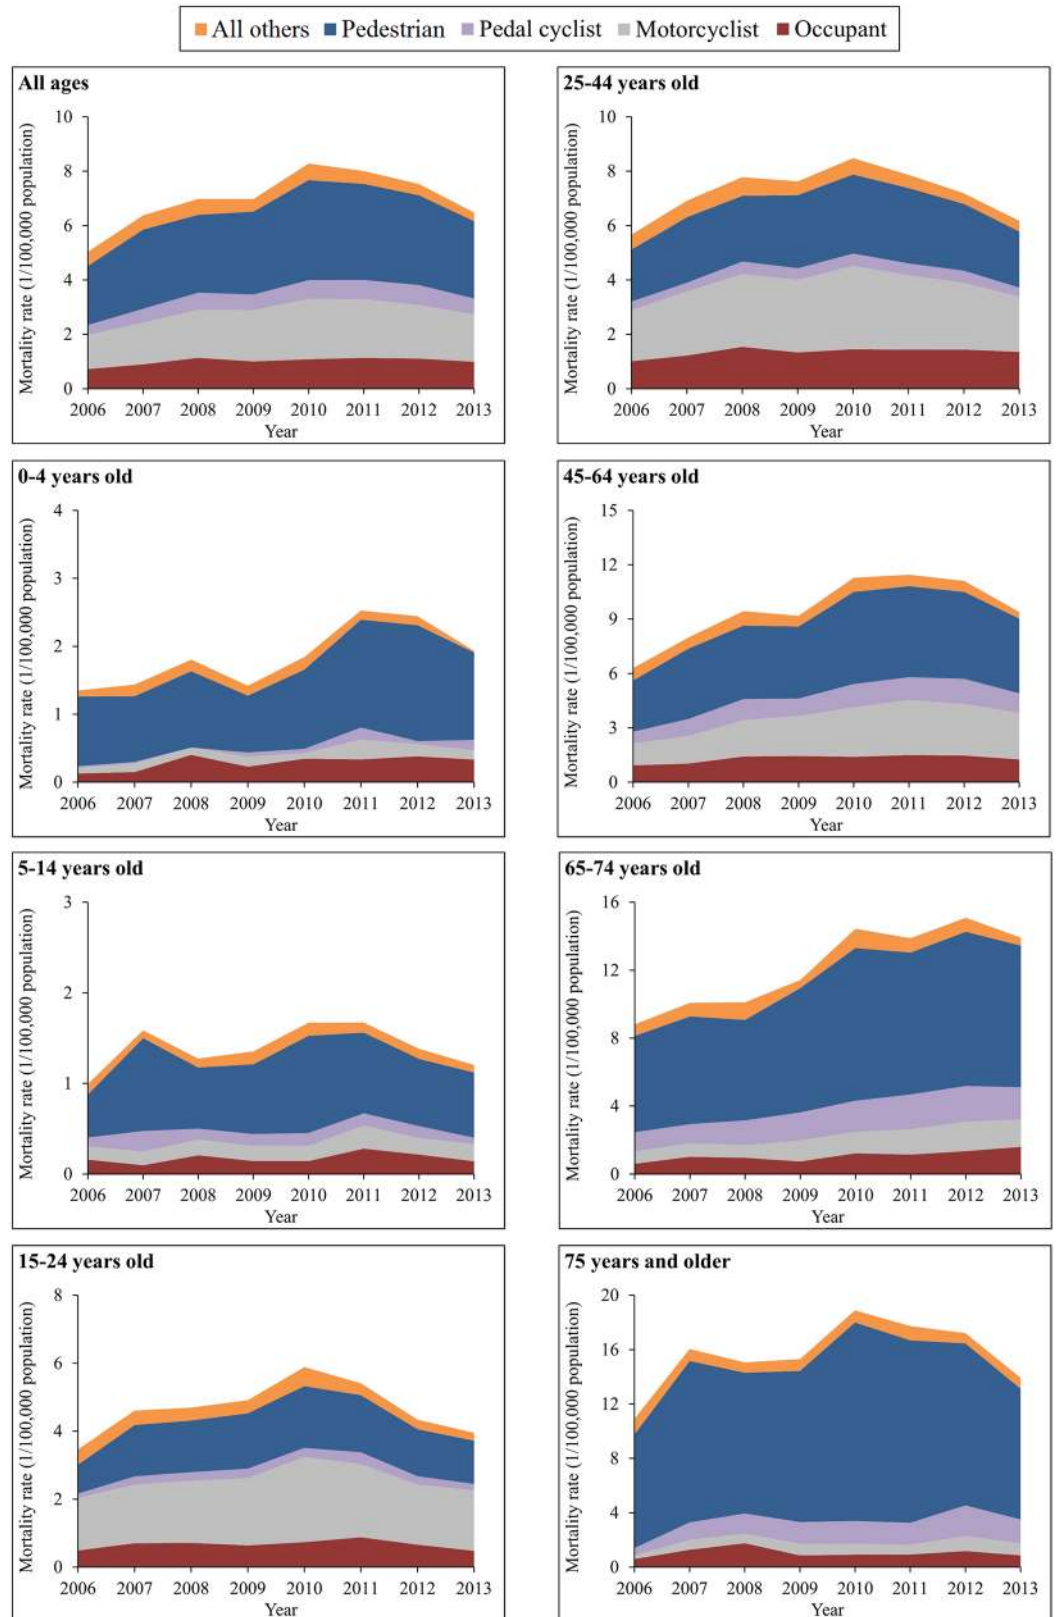 All others Pedestrian Pedal cyclist Motorcyclist Occupant
All ages
Mortality rate (1/100,000 population)
10
8
6
4
2
0
2006 2007 2008 2009 2010 2011 2012 2013
Year
25-44 years old
Mortality rate (1/100,000 population)
10
8
6
4
2
0
2006 2007 2008 2009 2010 2011 2012 2013
Year
0-4 years old
Mortality rate (1/100,000 population)
4
3
2
1
0
2006 2007 2008 2009 2010 2011 2012 2013
Year
45-64 years old
Mortality rate (1/100,000 population)
15
12
9
6
3
0
2006 2007 2008 2009 2010 2011 2012 2013
Year
5-14 years old
Mortality rate (1/100,000 population)
3
2
1
0
2006 2007 2008 2009 2010 2011 2012 2013
Year
65-74 years old
Mortality rate (1/100,000 population)
16
12
8
4
0
2006 2007 2008 2009 2010 2011 2012 2013
Year
15-24 years old
Mortality rate (1/100,000 population)
8
6
4
2
0
2006 2007 2008 2009 2010 2011 2012 2013
Year
75 years and older
Mortality rate (1/100,000 population)
20
16
12
8
4
0
2006 2007 2008 2009 2010 2011 2012 2013
Year